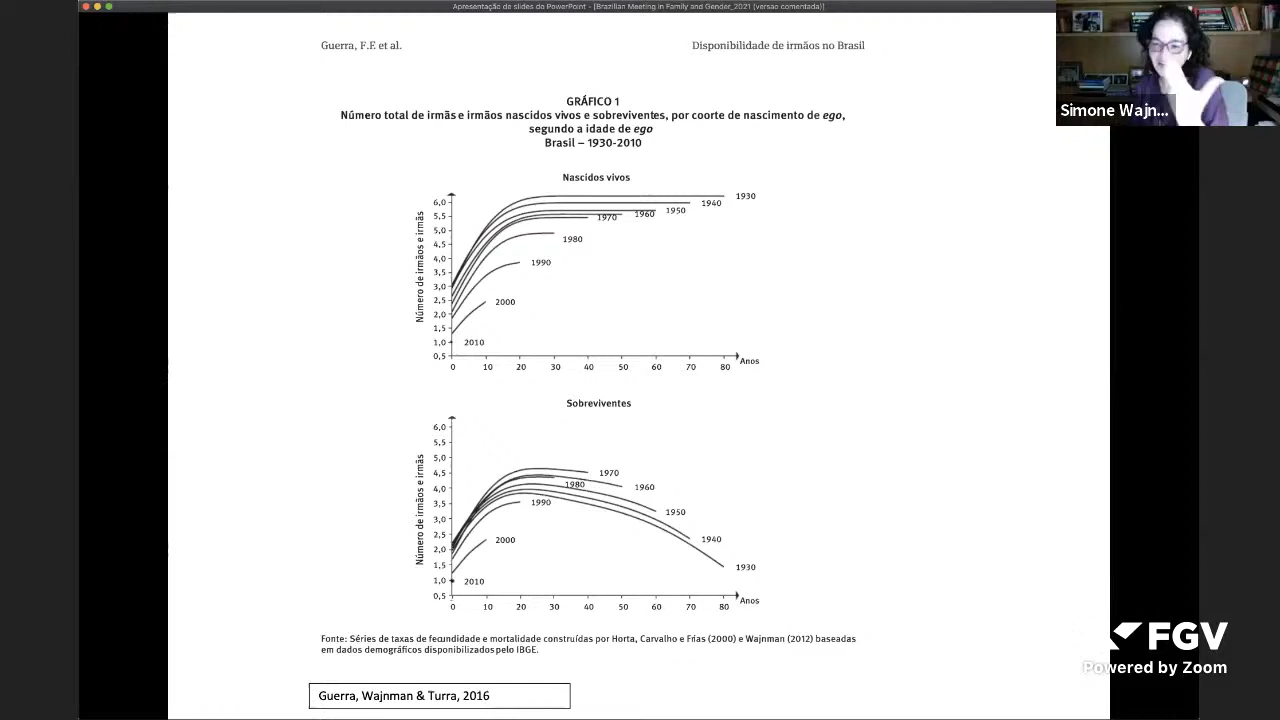 Apresentação de slides do PowerPoint - [Brazilian Meeting in Family and Gender_2021 (versao comentada)]
Guerra, F.F. et al.
Disponibilidade de irmãos no Brasil
Simone Wajn...
GRÁFICO 1
Número total de irmãs e irmãos nascidos vivos e sobreviventes, por coorte de nascimento de ego,
segundo a idade de ego
Brasil – 1930-2010
Nascidos vivos
Número de irmãos e irmãs
6,0
5,5
5,0
4,5
4,0
3,5
3,0
2,5
2,0
1,5
1,0
0,5
1930
1940
1950
1960
1970
1980
1990
2000
2010
0 10 20 30 40 50 60 70 80
Anos
Sobreviventes
Número de irmãos e irmãs
6,0
5,5
5,0
4,5
4,0
3,5
3,0
2,5
2,0
1,5
1,0
0,5
1970
1980
1960
1990
1950
2000
1940
1930
2010
0 10 20 30 40 50 60 70 80
Anos
Fonte: Séries de taxas de fecundidade e mortalidade construídas por Horta, Carvalho e Frias (2000) e Wajnman (2012) baseadas
em dados demográficos disponibilizados pelo IBGE.
Guerra, Wajnman & Turra, 2016
FGV
Powered by Zoom